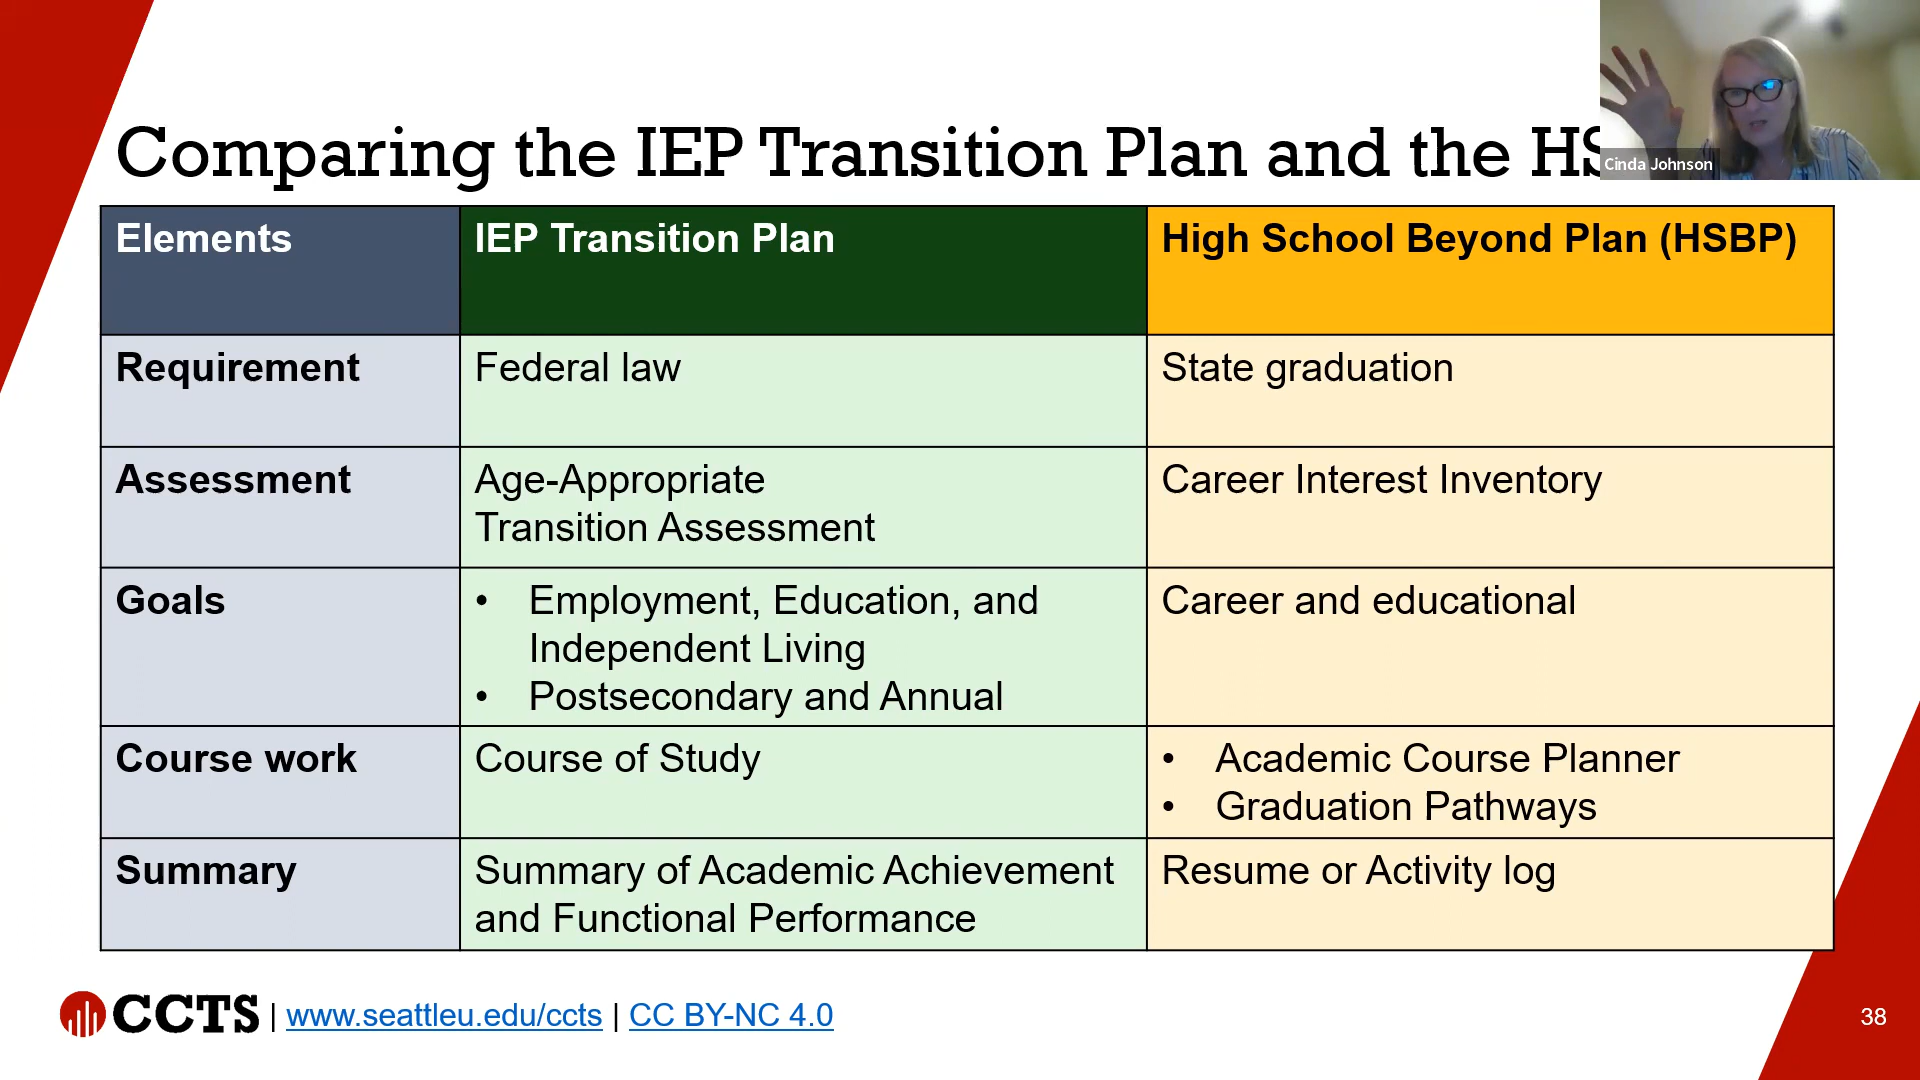 Comparing the IEP Transition Plan and the HS
Cinda Johnson
Elements
IEP Transition Plan
High School Beyond Plan (HSBP)
Requirement
Federal law
State graduation
Assessment
Age-Appropriate
Transition Assessment
Career Interest Inventory
Goals
• Employment, Education, and
Independent Living
• Postsecondary and Annual
Career and educational
Course work
Course of Study
• Academic Course Planner
• Graduation Pathways
Summary
Summary of Academic Achievement
and Functional Performance
Resume or Activity log
CCTS | www.seattleu.edu/ccts | CC BY-NC 4.0
38